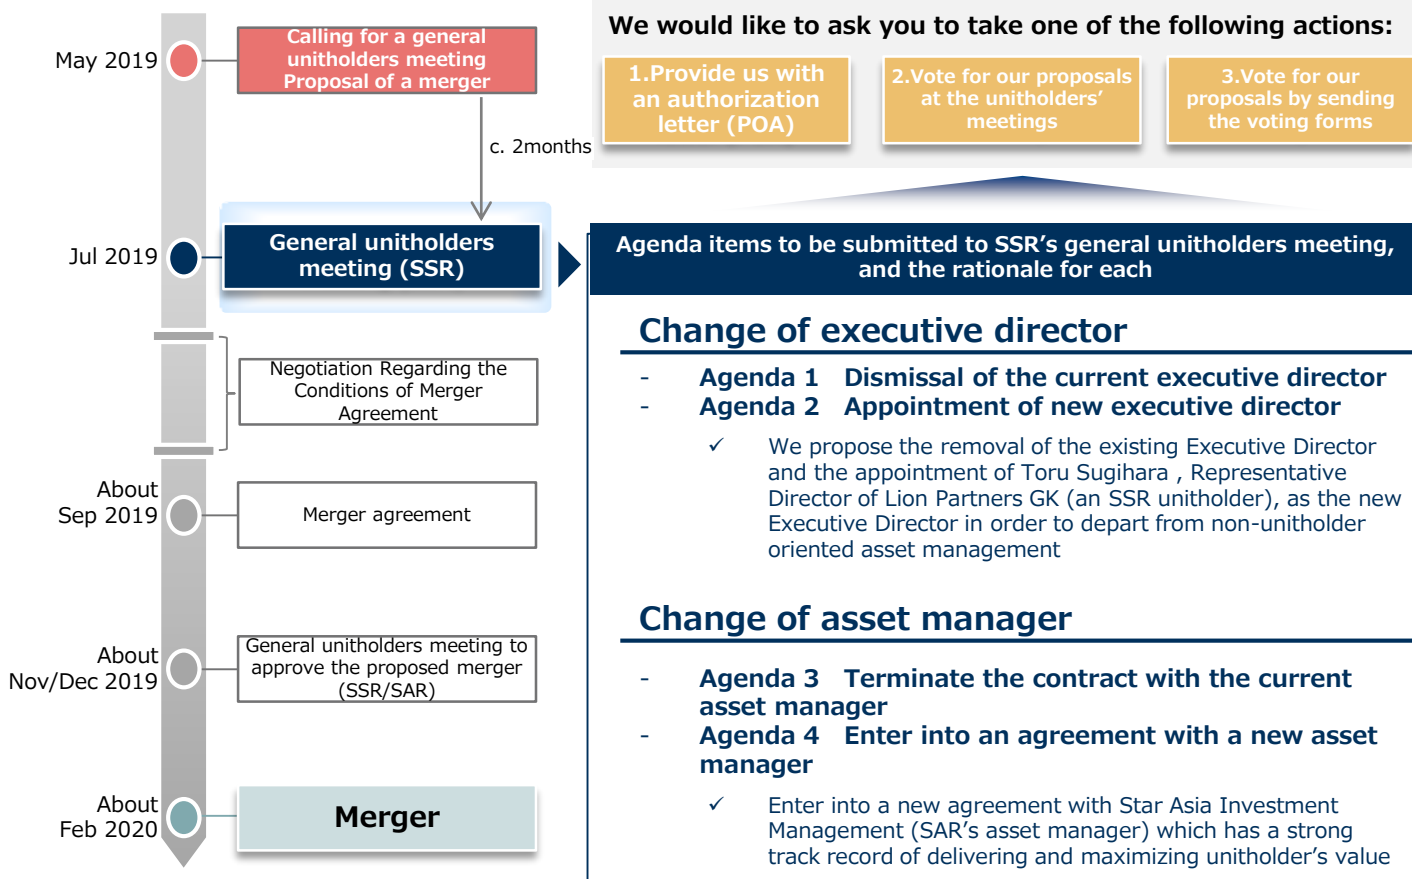 May 2019
Calling for a general
unitholders meeting
Proposal of a merger
c. 2months
Jul 2019
General unitholders
meeting (SSR)
Negotiation Regarding the
Conditions of Merger
Agreement
About
Sep 2019
Merger agreement
About
Nov/Dec 2019
General unitholders meeting to
approve the proposed merger
(SSR/SAR)
About
Feb 2020
Merger
We would like to ask you to take one of the following actions:
1.Provide us with
an authorization
letter (POA)
2.Vote for our proposals
at the unitholders’
meetings
3.Vote for our
proposals by sending
the voting forms
Agenda items to be submitted to SSR’s general unitholders meeting,
and the rationale for each
Change of executive director
- Agenda 1 Dismissal of the current executive director
- Agenda 2 Appointment of new executive director
✓ We propose the removal of the existing Executive Director
and the appointment of Toru Sugihara , Representative
Director of Lion Partners GK (an SSR unitholder), as the new
Executive Director in order to depart from non-unitholder
oriented asset management
Change of asset manager
- Agenda 3 Terminate the contract with the current
asset manager
- Agenda 4 Enter into an agreement with a new asset
manager
✓ Enter into a new agreement with Star Asia Investment
Management (SAR’s asset manager) which has a strong
track record of delivering and maximizing unitholder’s value